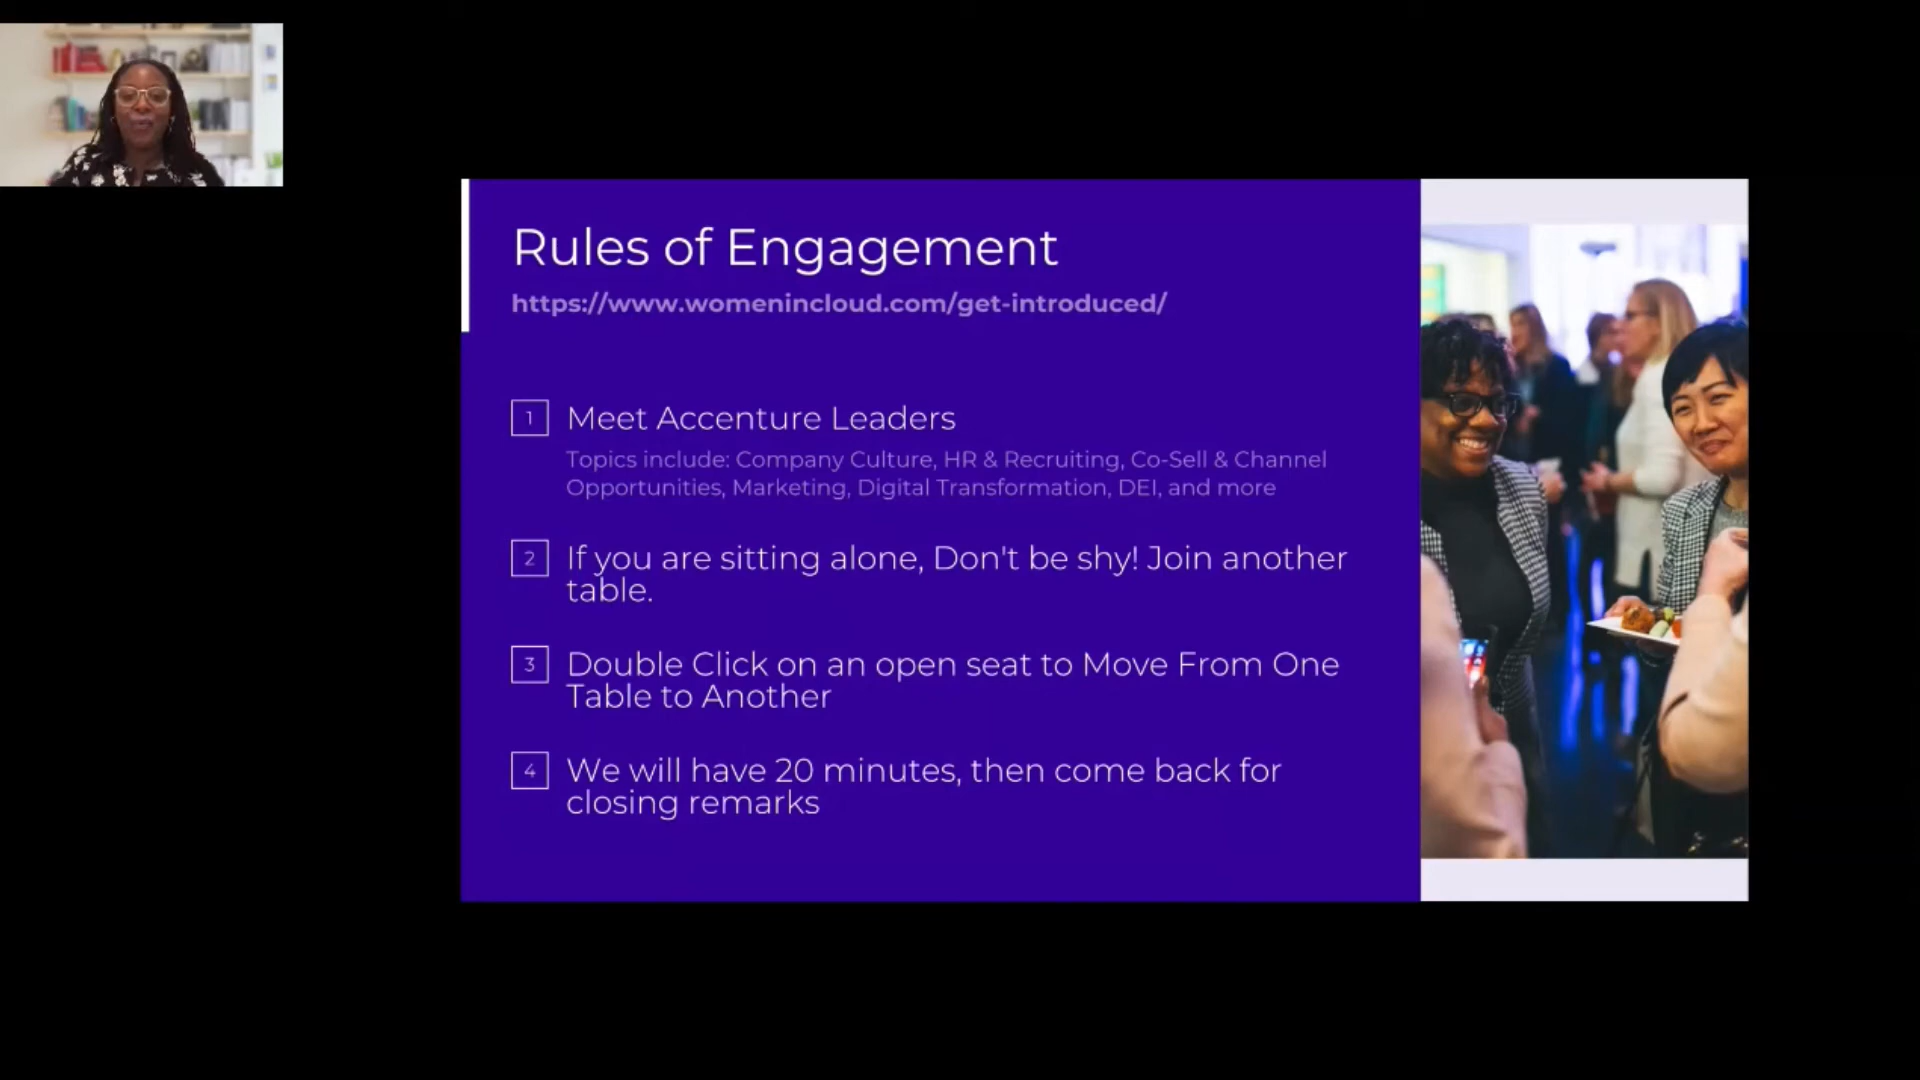 Rules of Engagement
https://www.womenincloud.com/get-introduced/
1 Meet Accenture Leaders
Topics include: Company Culture, HR & Recruiting, Co-Sell & Channel
Opportunities, Marketing, Digital Transformation, DEI, and more
2 If you are sitting alone, Don't be shy! Join another
table.
3 Double Click on an open seat to Move From One
Table to Another
4 We will have 20 minutes, then come back for
closing remarks